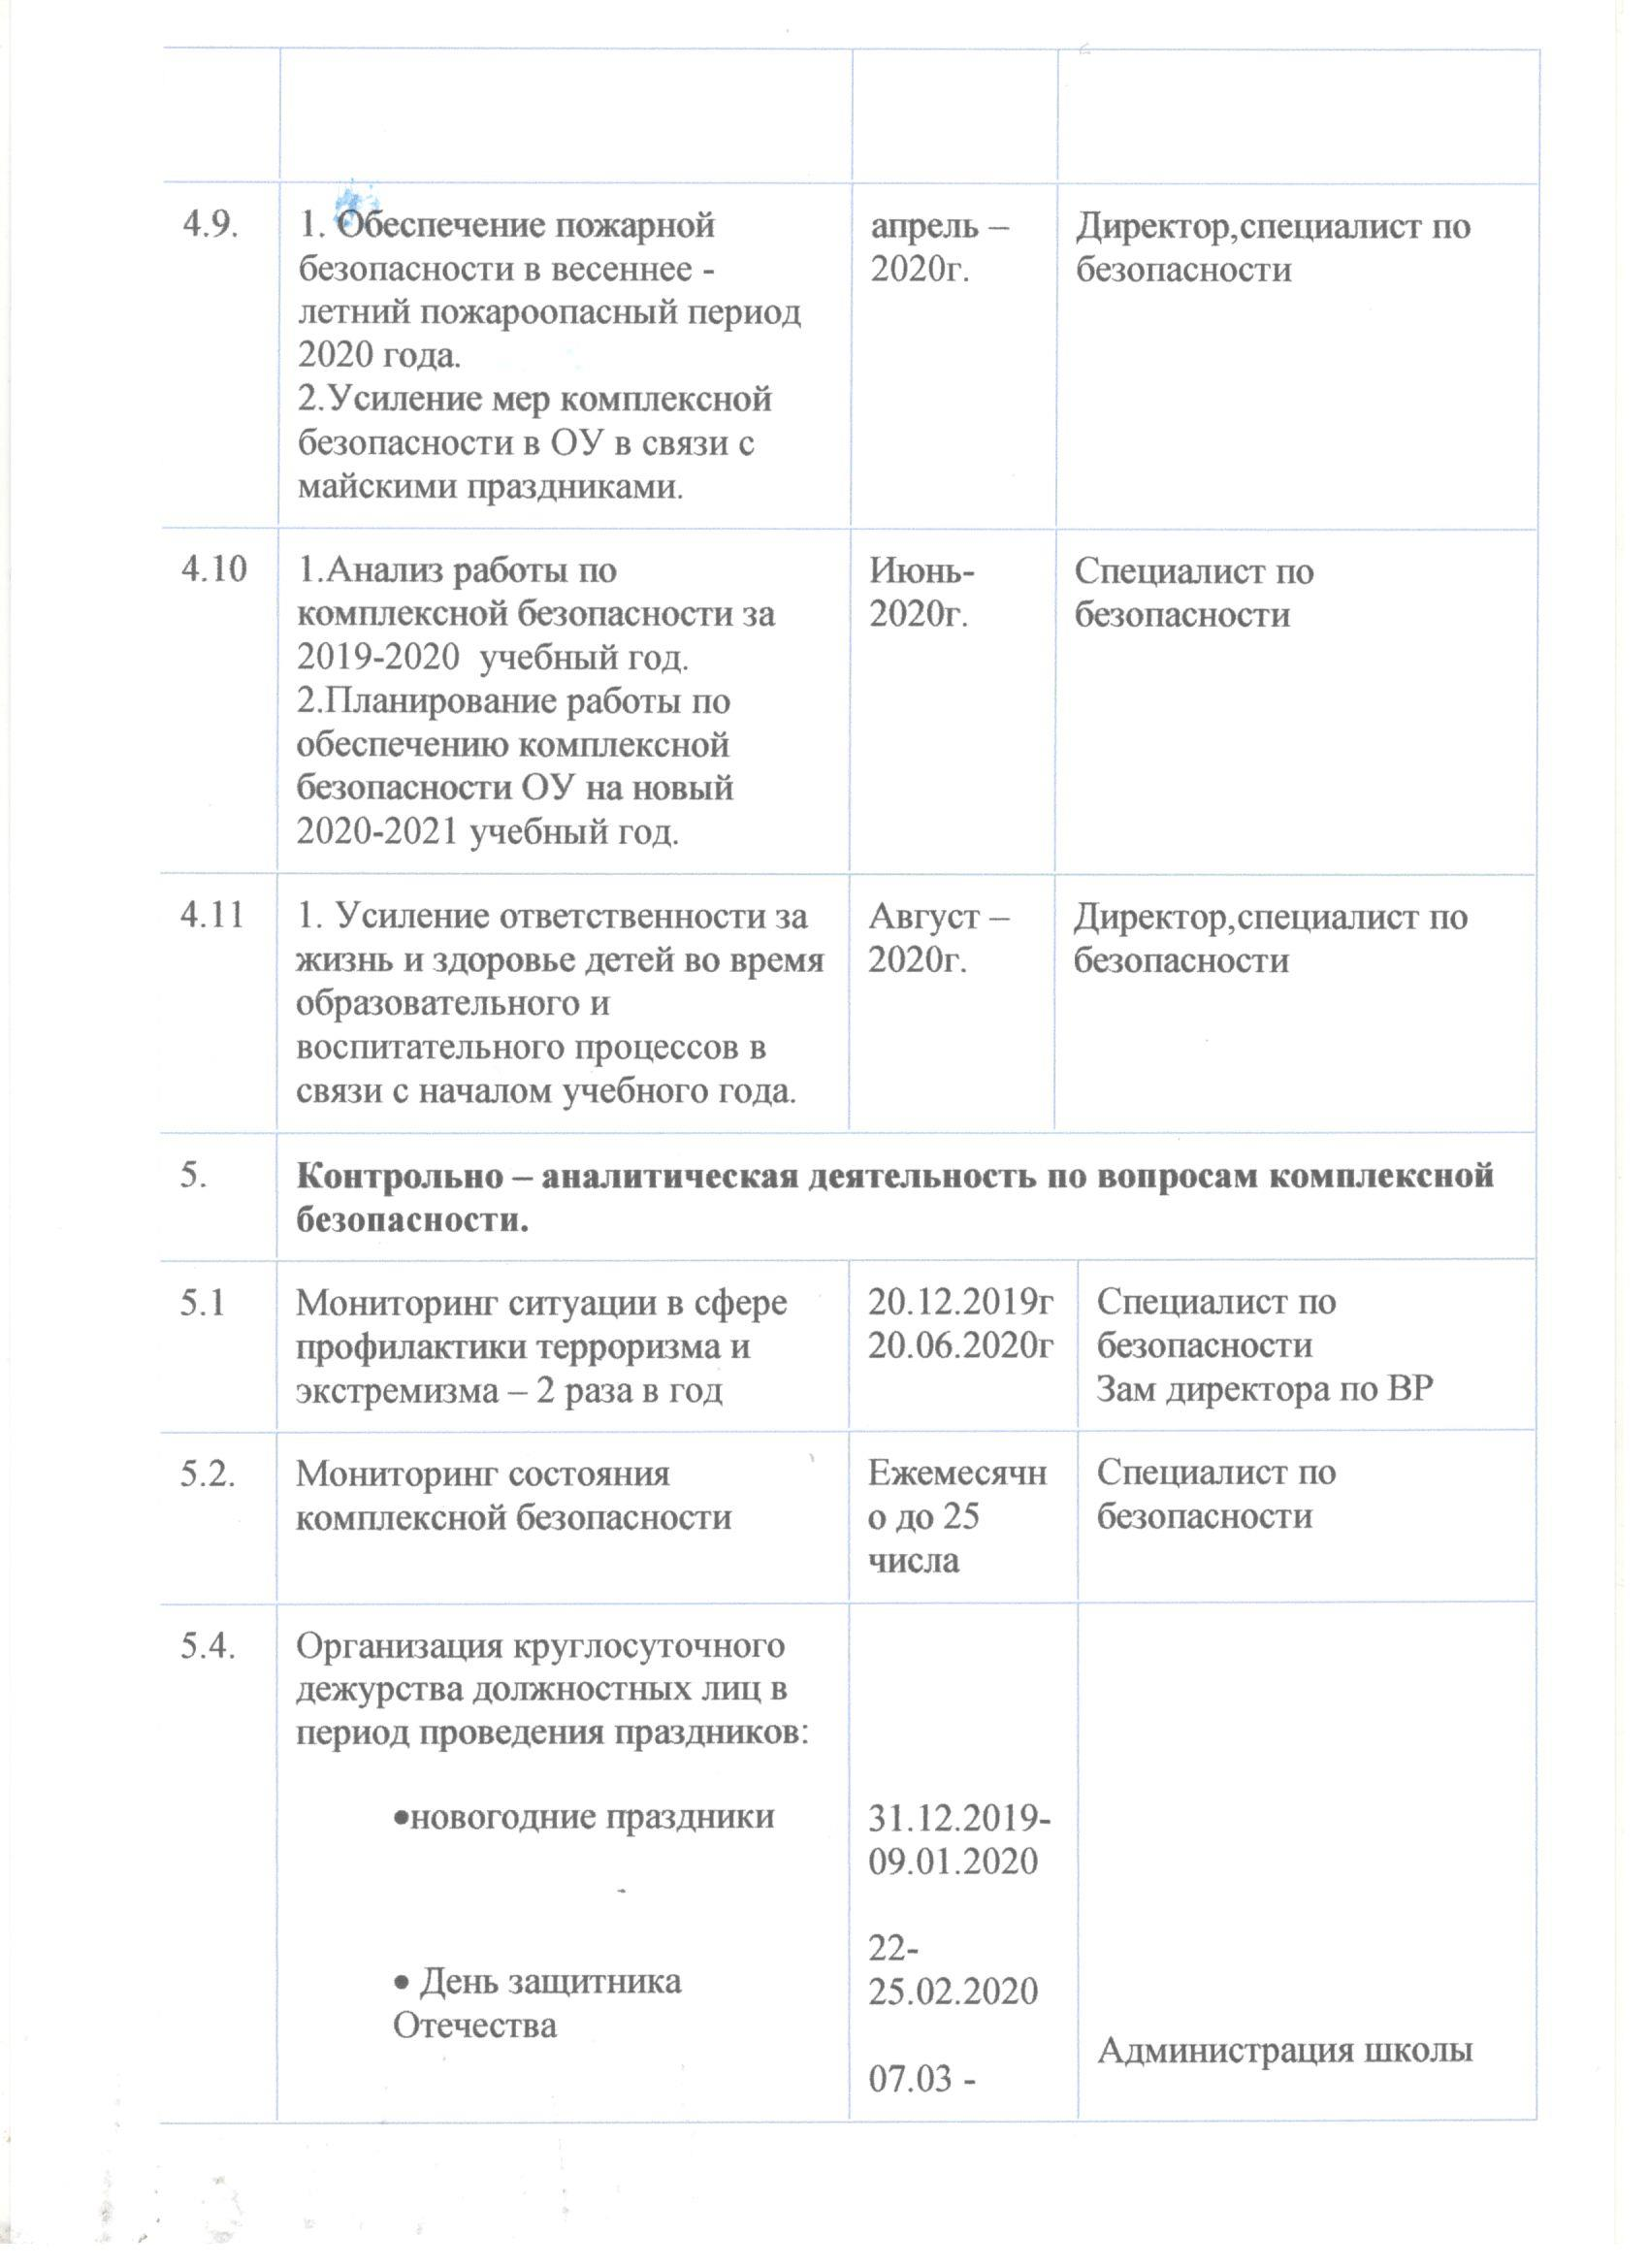 4.9.
1. Обеспечение пожарной
безопасности в весеннее -
летний пожароопасный период
2020 года.
2.Усиление мер комплексной
безопасности в ОУ в связи с
майскими праздниками.
апрель –
2020г.
Директор,специалист по
безопасности
4.10
1.Анализ работы по
комплексной безопасности за
2019-2020 учебный год.
2.Планирование работы по
обеспечению комплексной
безопасности ОУ на новый
2020-2021 учебный год.
Июнь-
2020г.
Специалист по
безопасности
4.11
1. Усиление ответственности за
жизнь и здоровье детей во время
образовательного и
воспитательного процессов в
связи с началом учебного года.
Август –
2020г.
Директор,специалист по
безопасности
5.
Контрольно – аналитическая деятельность по вопросам комплексной
безопасности.
5.1
Мониторинг ситуации в сфере
профилактики терроризма и
экстремизма – 2 раза в год
20.12.2019г
20.06.2020г
Специалист по
безопасности
Зам директора по ВР
5.2.
Мониторинг состояния
комплексной безопасности
Ежемесячн
о до 25
числа
Специалист по
безопасности
5.4.
Организация круглосуточного
дежурства должностных лиц в
период проведения праздников:
•новогодние праздники
• День защитника
Отечества
31.12.2019-
09.01.2020
22-
25.02.2020
07.03 -
Администрация школы